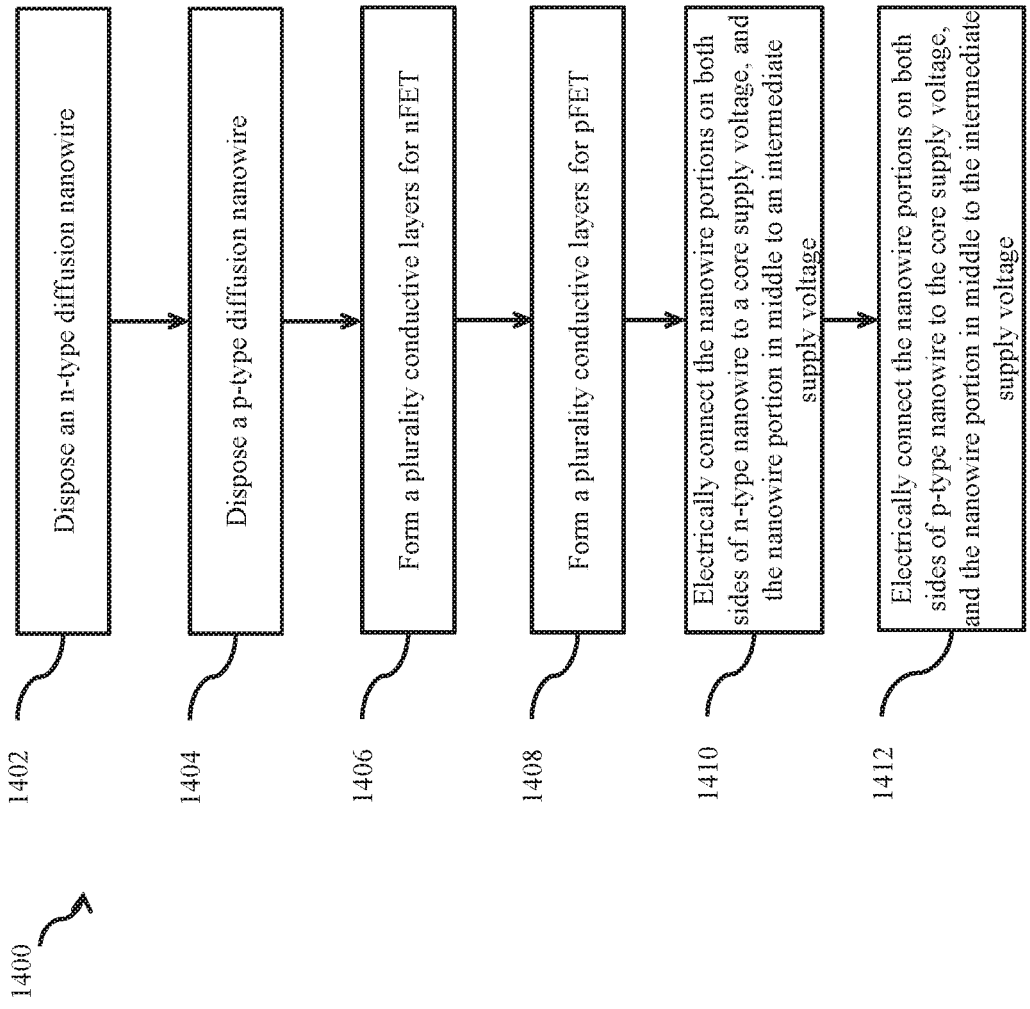 1400
1402
Dispose an n-type diffusion nanowire
1404
Dispose a p-type diffusion nanowire
1406
Form a plurality conductive layers for nFET
1408
Form a plurality conductive layers for pFET
1410
Electrically connect the nanowire portions on both
sides of n-type nanowire to a core supply voltage, and
the nanowire portion in middle to an intermediate
supply voltage
1412
Electrically connect the nanowire portions on both
sides of p-type nanowire to the core supply voltage,
and the nanowire portion in middle to the intermediate
supply voltage